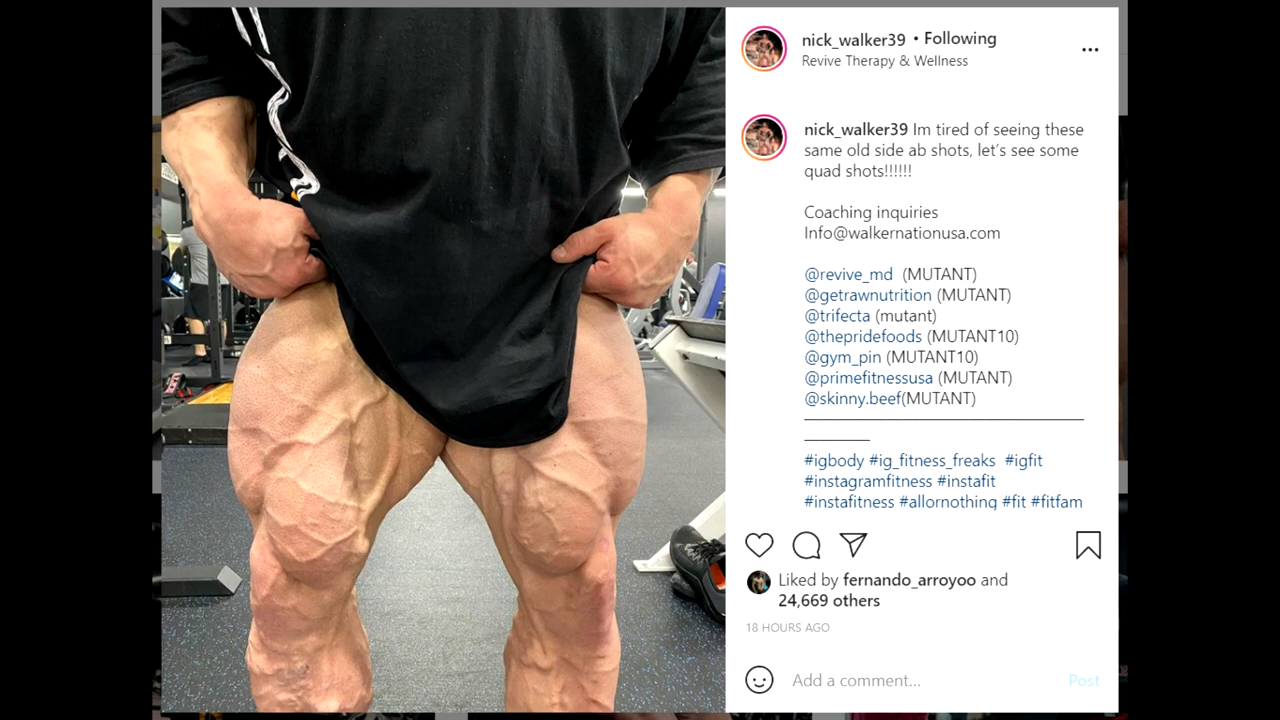 nick_walker39 • Following
Revive Therapy & Wellness
nick_walker39 Im tired of seeing these
same old side ab shots, let's see some
quad shots!!!!!!
Coaching inquiries
Info@walkernationusa.com
@revive_md (MUTANT)
@getrawnutrition (MUTANT)
@trifecta (mutant)
@thepridefoods (MUTANT10)
@gym_pin (MUTANT10)
@primefitnessusa (MUTANT)
@skinny.beef(MUTANT)
#igbody #ig_fitness_freaks #igfit
#instagramfitness #instafit
#instafitness #allornothing #fit #fitfam
Liked by fernando_arroyoo and
24,669 others
18 HOURS AGO
Add a comment...
Post